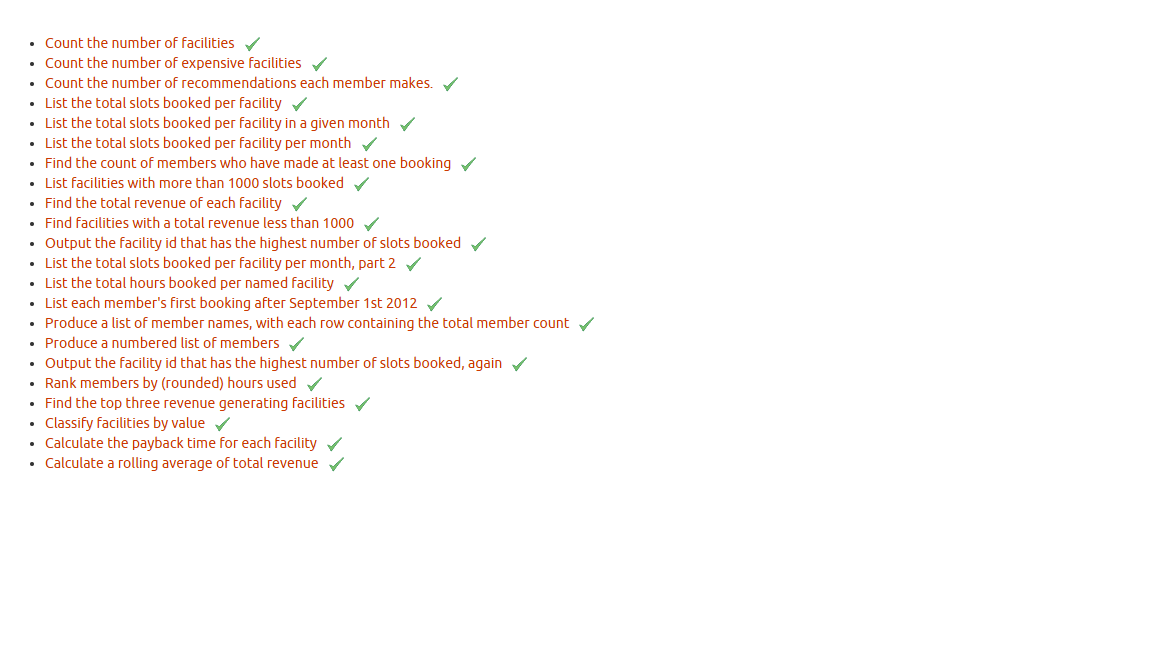 Count the number of facilities
Count the number of expensive facilities
Count the number of recommendations each member makes.
List the total slots booked per facility
List the total slots booked per facility in a given month
List the total slots booked per facility per month
Find the count of members who have made at least one booking
List facilities with more than 1000 slots booked
Find the total revenue of each facility
Find facilities with a total revenue less than 1000
Output the facility id that has the highest number of slots booked
List the total slots booked per facility per month, part 2
List the total hours booked per named facility
List each member's first booking after September 1st 2012
Produce a list of member names, with each row containing the total member count
Produce a numbered list of members
Output the facility id that has the highest number of slots booked, again
Rank members by (rounded) hours used
Find the top three revenue generating facilities
Classify facilities by value
Calculate the payback time for each facility
Calculate a rolling average of total revenue